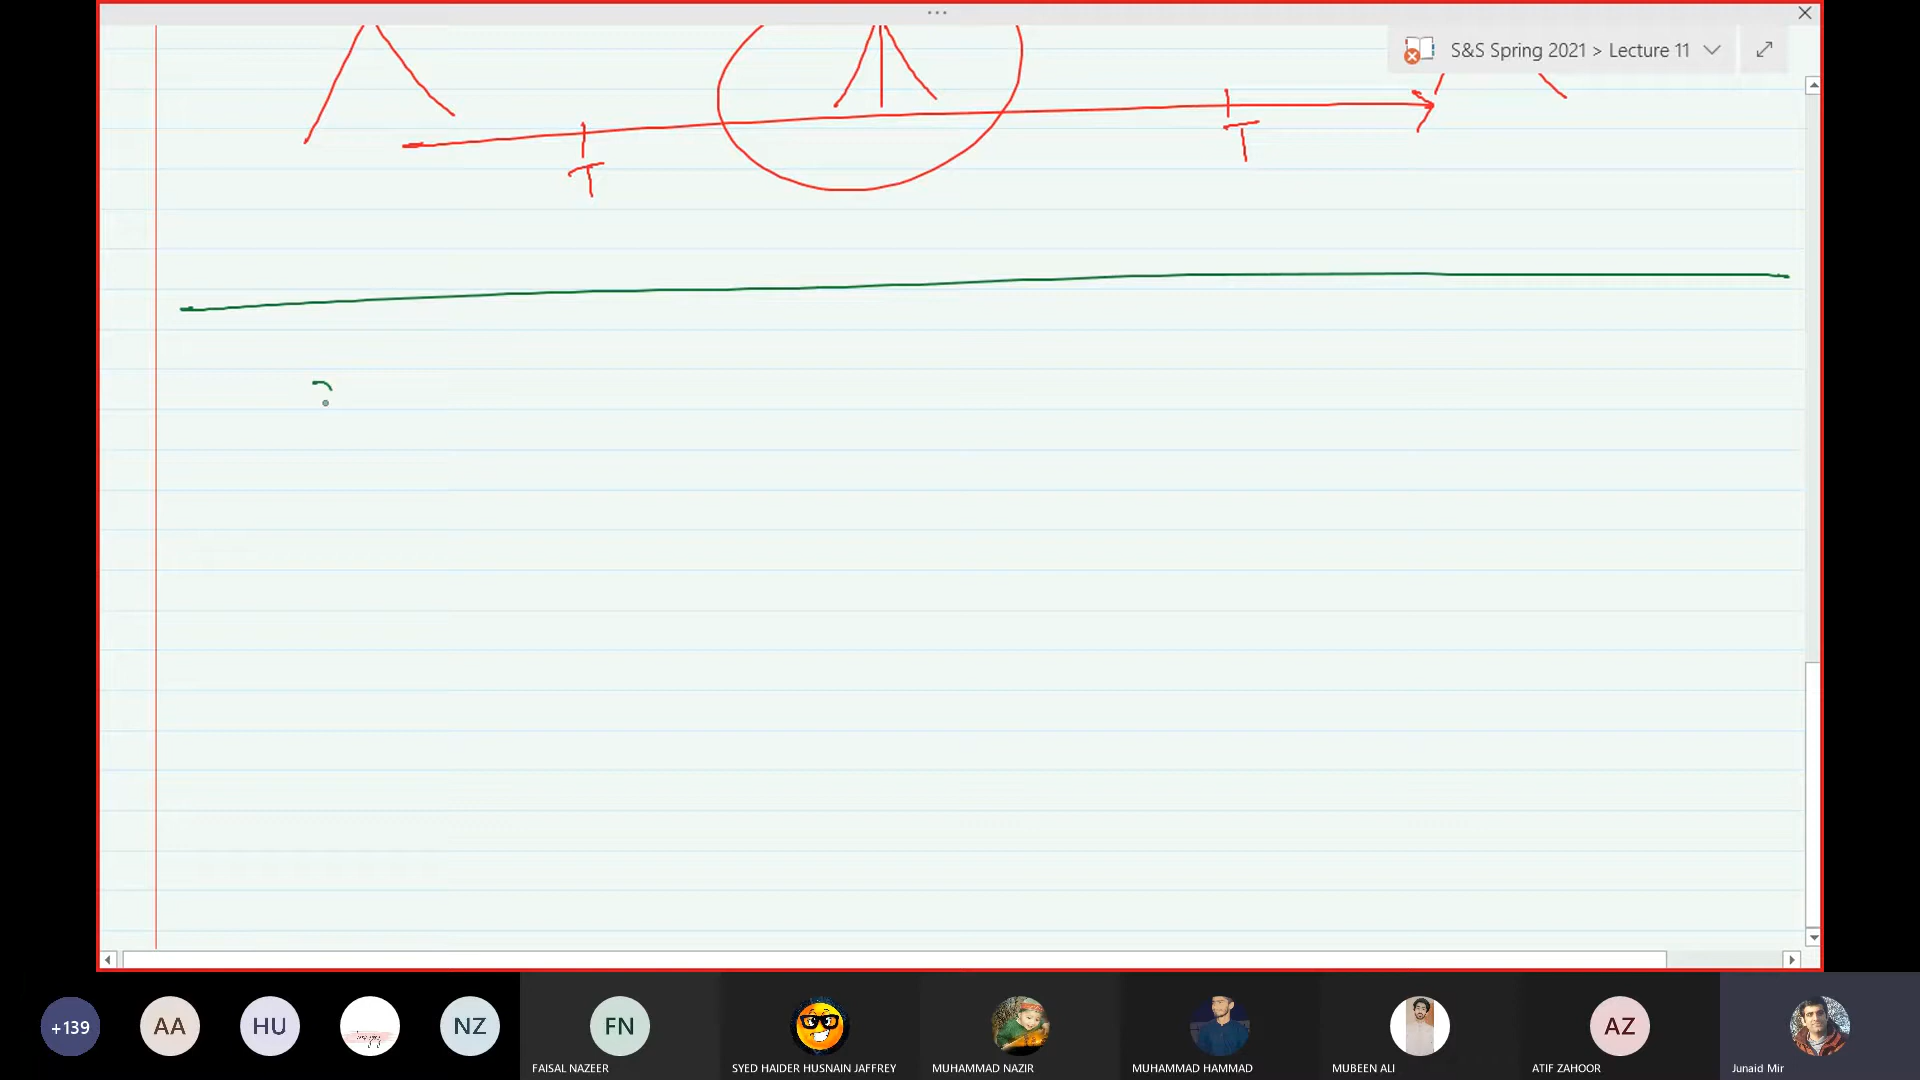 S&S Spring 2021 > Lecture 11
T
T
+139
AA
HU
NZ
FN
AZ
FAISAL NAZEER
SYED HAIDER HUSNAIN JAFFREY
MUHAMMAD NAZIR
MUHAMMAD HAMMAD
MUBEEN ALI
ATIF ZAHOOR
Junaid Mir